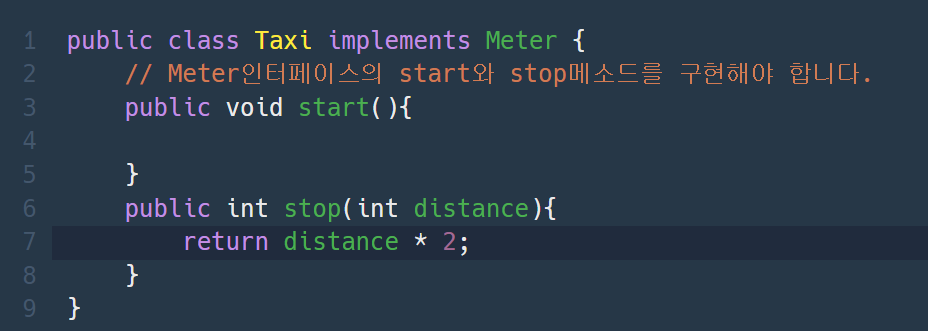 1 public class Taxi implements Meter {
2     // Meter인터페이스의 start와 stop메소드를 구현해야 합니다.
3     public void start(){
4
5     }
6     public int stop(int distance){
7         return distance * 2;
8     }
9 }